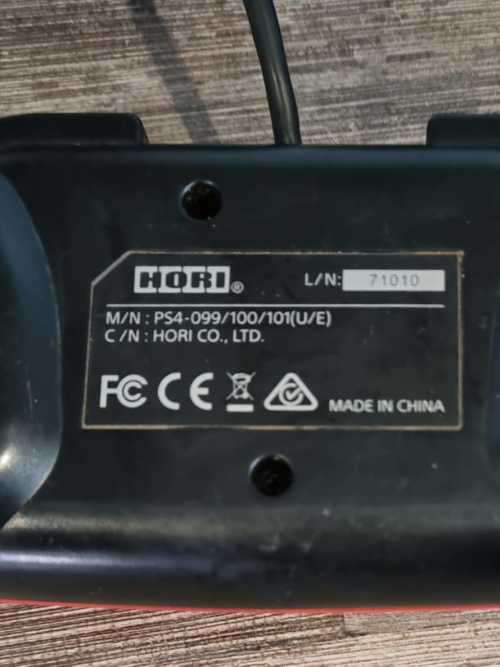 HORI® L/N: 71010
M/N : PS4-099/100/101(U/E)
C/N : HORI CO., LTD.
FC CE MADE IN CHINA